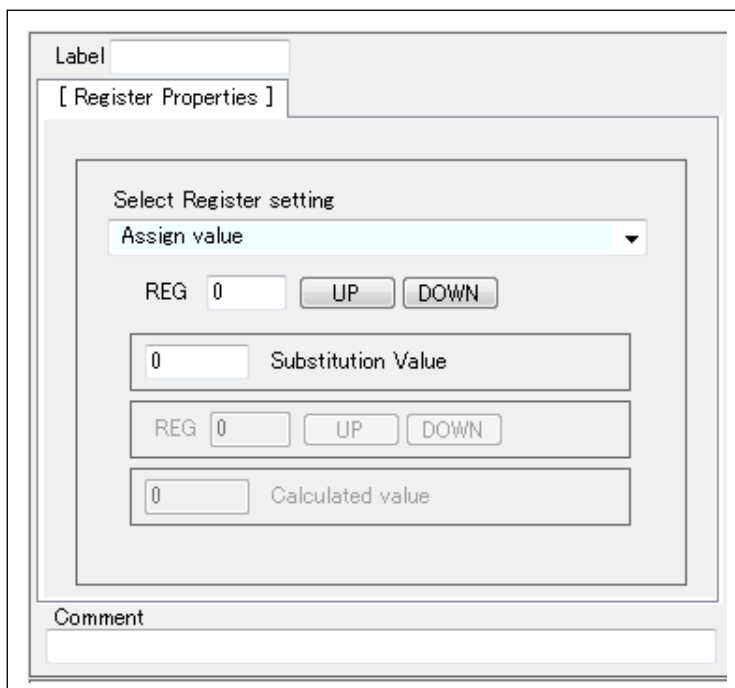 Label
[ Register Properties ]
Select Register setting
Assign value
REG 0 UP DOWN
0 Substitution Value
REG 0 UP DOWN
0 Calculated value
Comment